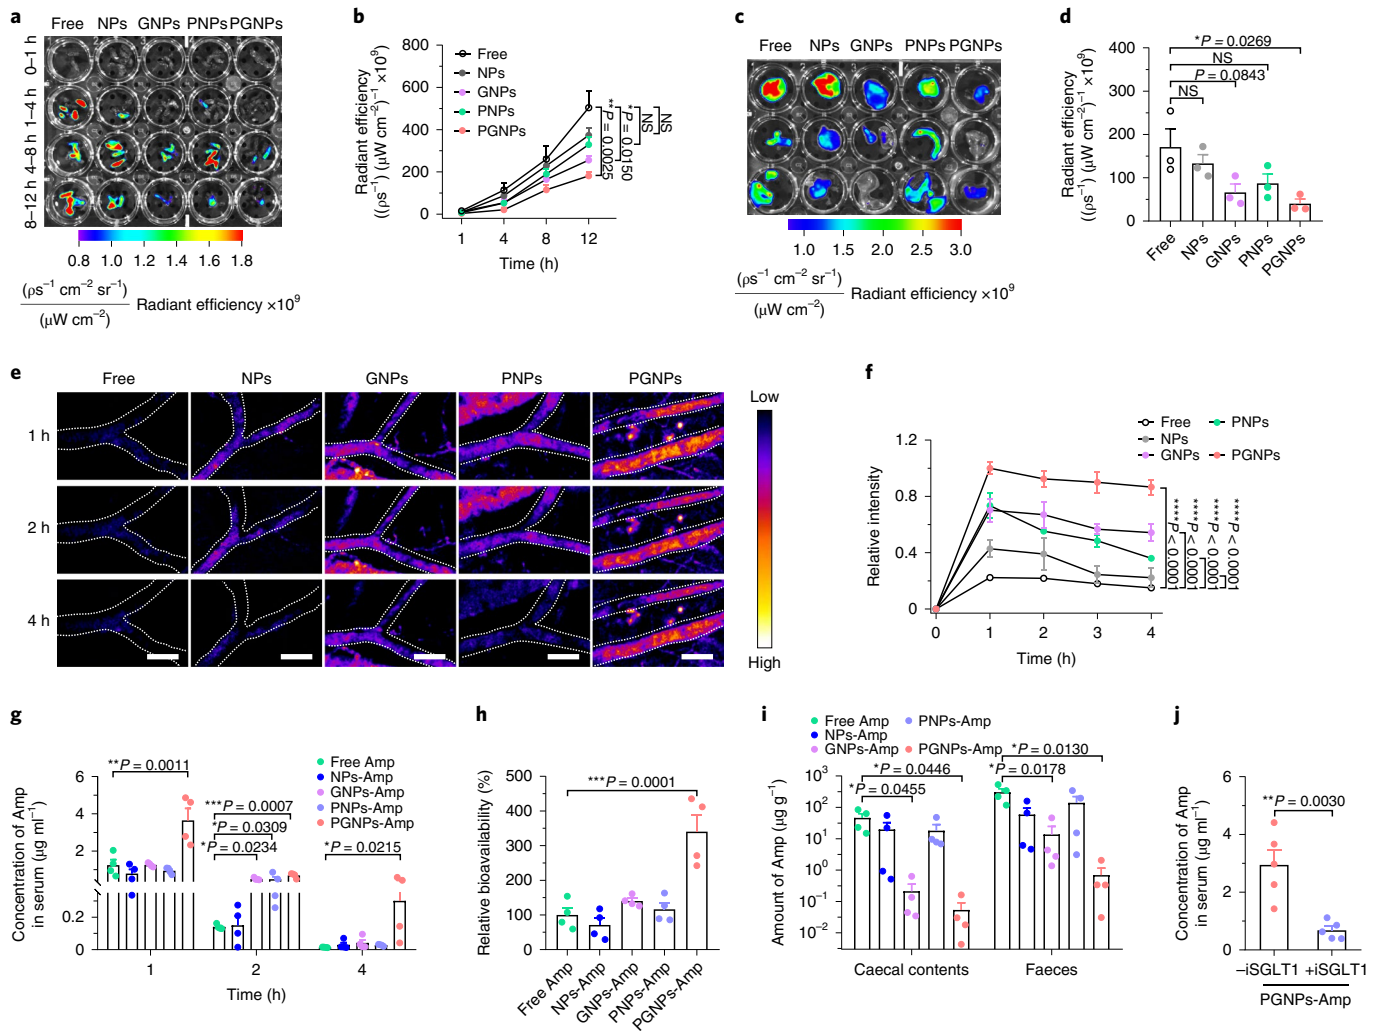 a
Free NPs GNPs PNPs PGNPs
0–1 h
1–4 h
4–8 h
8–12 h
0.8 1.0 1.2 1.4 1.6 1.8
(ρs⁻¹ cm⁻² sr⁻¹)
(μW cm⁻²)
Radiant efficiency ×10⁹
b
Radiant efficiency
((ρs⁻¹) (μW cm⁻²)⁻¹ ×10⁹)
800
600
400
200
0
Free
NPs
GNPs
PNPs
PGNPs
**P = 0.0025
*P = 0.0150
NS
NS
1 4 8 12
Time (h)
c
Free NPs GNPs PNPs PGNPs
1.0 1.5 2.0 2.5 3.0
(ρs⁻¹ cm⁻² sr⁻¹)
(μW cm⁻²)
Radiant efficiency ×10⁹
d
Radiant efficiency
((ρs⁻¹) (μW cm⁻²)⁻¹ ×10⁹)
400
300
200
100
0
*P = 0.0269
NS
P = 0.0843
NS
Free NPs GNPs PNPs PGNPs
e
Free NPs GNPs PNPs PGNPs
1 h
2 h
4 h
Low
High
f
Relative intensity
1.2
0.8
0.4
0
Free PNPs
NPs
GNPs PGNPs
****P < 0.0001
****P < 0.0001
****P < 0.0001
****P < 0.0001
0 1 2 3 4
Time (h)
g
Concentration of Amp
in serum (μg ml⁻¹)
6
4
2
0.2
0
Free Amp
NPs-Amp
GNPs-Amp
PNPs-Amp
PGNPs-Amp
**P = 0.0011
***P = 0.0007
*P = 0.0309
*P = 0.0234
*P = 0.0215
1 2 4
Time (h)
h
Relative bioavailability (%)
500
400
300
200
100
0
***P = 0.0001
Free Amp NPs-Amp GNPs-Amp PNPs-Amp PGNPs-Amp
i
Free Amp PNPs-Amp
NPs-Amp
GNPs-Amp PGNPs-Amp
Amount of Amp (μg g⁻¹)
10³
10²
10¹
10⁰
10⁻¹
10⁻²
*P = 0.0446
*P = 0.0455
*P = 0.0130
*P = 0.0178
Caecal contents Faeces
j
Concentration of Amp
in serum (μg ml⁻¹)
6
4
2
0
**P = 0.0030
–iSGLT1 +iSGLT1
PGNPs-Amp